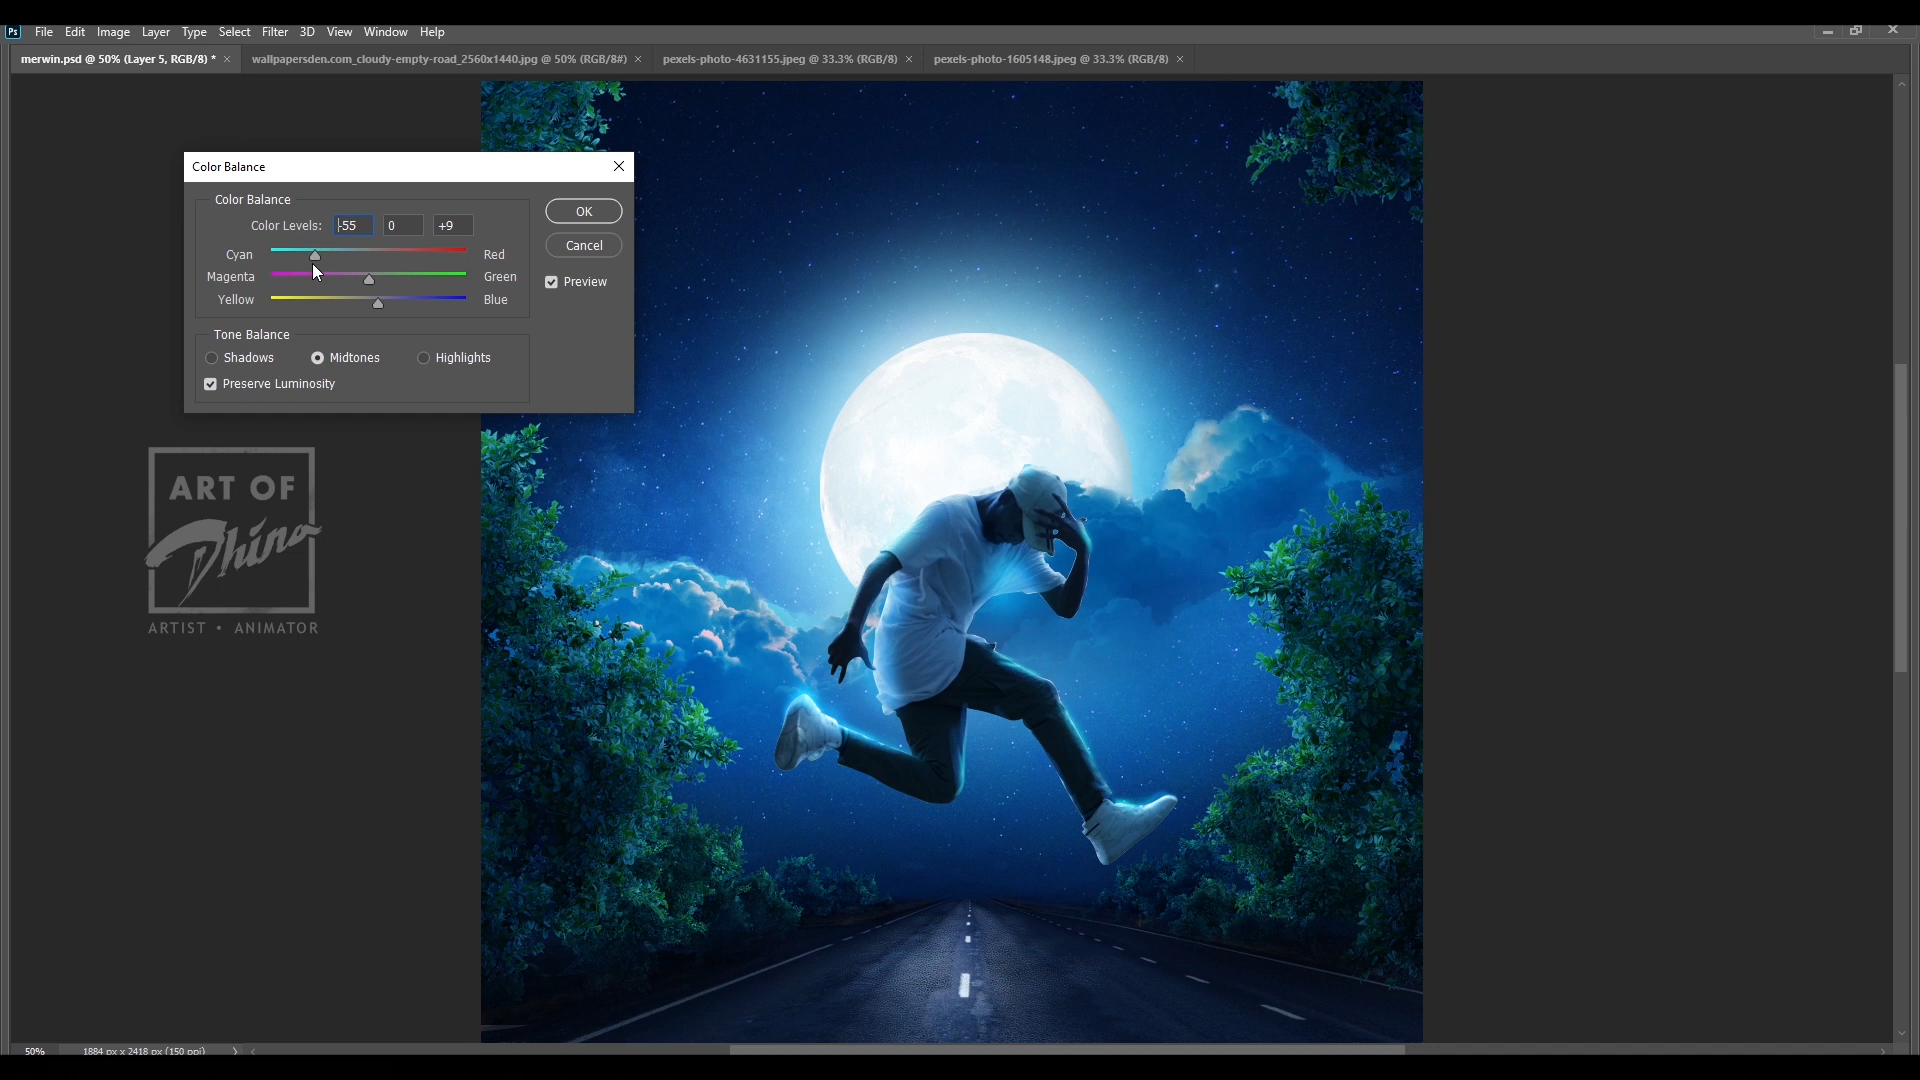 Ps File Edit Image Layer Type Select Filter 3D View Window Help
merwin.psd @ 50% (Layer 5, RGB/8) * × wallpapersden.com_cloudy-empty-road_2560x1440.jpg @ 50% (RGB/8#) × pexels-photo-4631155.jpeg @ 33.3% (RGB/8) × pexels-photo-1605148.jpeg @ 33.3% (RGB/8) ×
Color Balance
Color Balance
Color Levels: -55 0 +9
Cyan Red
Magenta Green
Yellow Blue
OK
Cancel
Preview
Tone Balance
Shadows Midtones Highlights
Preserve Luminosity
ART OF
Dhina
ARTIST • ANIMATOR
50% 1884 px x 2418 px (150 ppi)